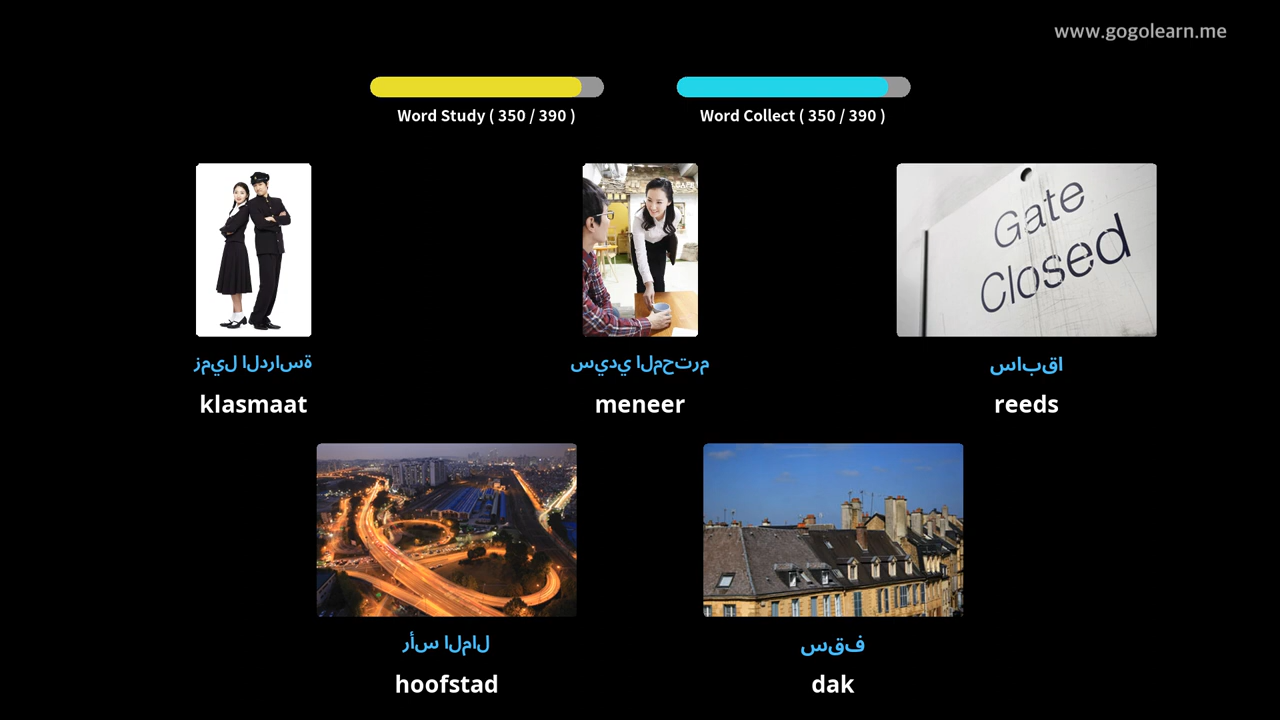 www.gogolearn.me
Word Study ( 350 / 390 )
Word Collect ( 350 / 390 )
زميل الدراسة
سيدي المحترم
سابقا
klasmaat
meneer
reeds
رأس المال
سقف
hoofstad
dak
Gate
Closed